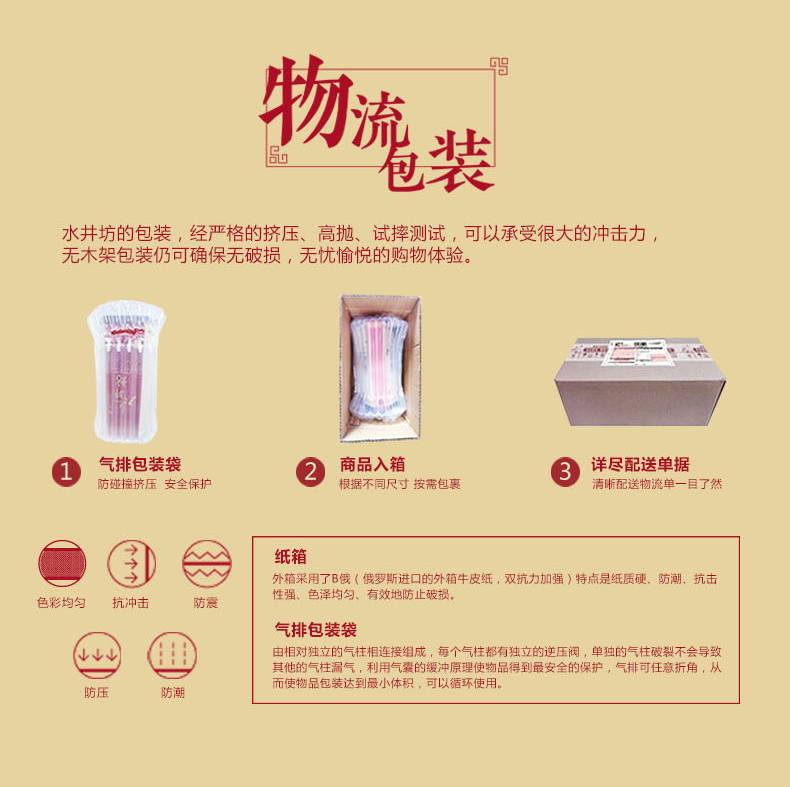 物流包装
水井坊的包装，经严格的挤压、高抛、试摔测试，可以承受很大的冲击力，
无木架包装仍可确保无破损，无忧愉悦的购物体验。
1 气排包装袋
防碰撞挤压 安全保护
2 商品入箱
根据不同尺寸 按需包裹
3 详尽配送单据
清晰配送物流单一目了然
色彩均匀
抗冲击
防震
防压
防潮
纸箱
外箱采用了B俄（俄罗斯进口的外箱牛皮纸，双抗力加强）特点是纸质硬、防潮、抗击
性强、色泽均匀、有效地防止破损。
气排包装袋
由相对独立的气柱相连接组成，每个气柱都有独立的逆压阀，单独的气柱破裂不会导致
其他的气柱漏气，利用气囊的缓冲原理使物品得到最安全的保护，气排可任意折角，从
而使物品包装达到最小体积，可以循环使用。